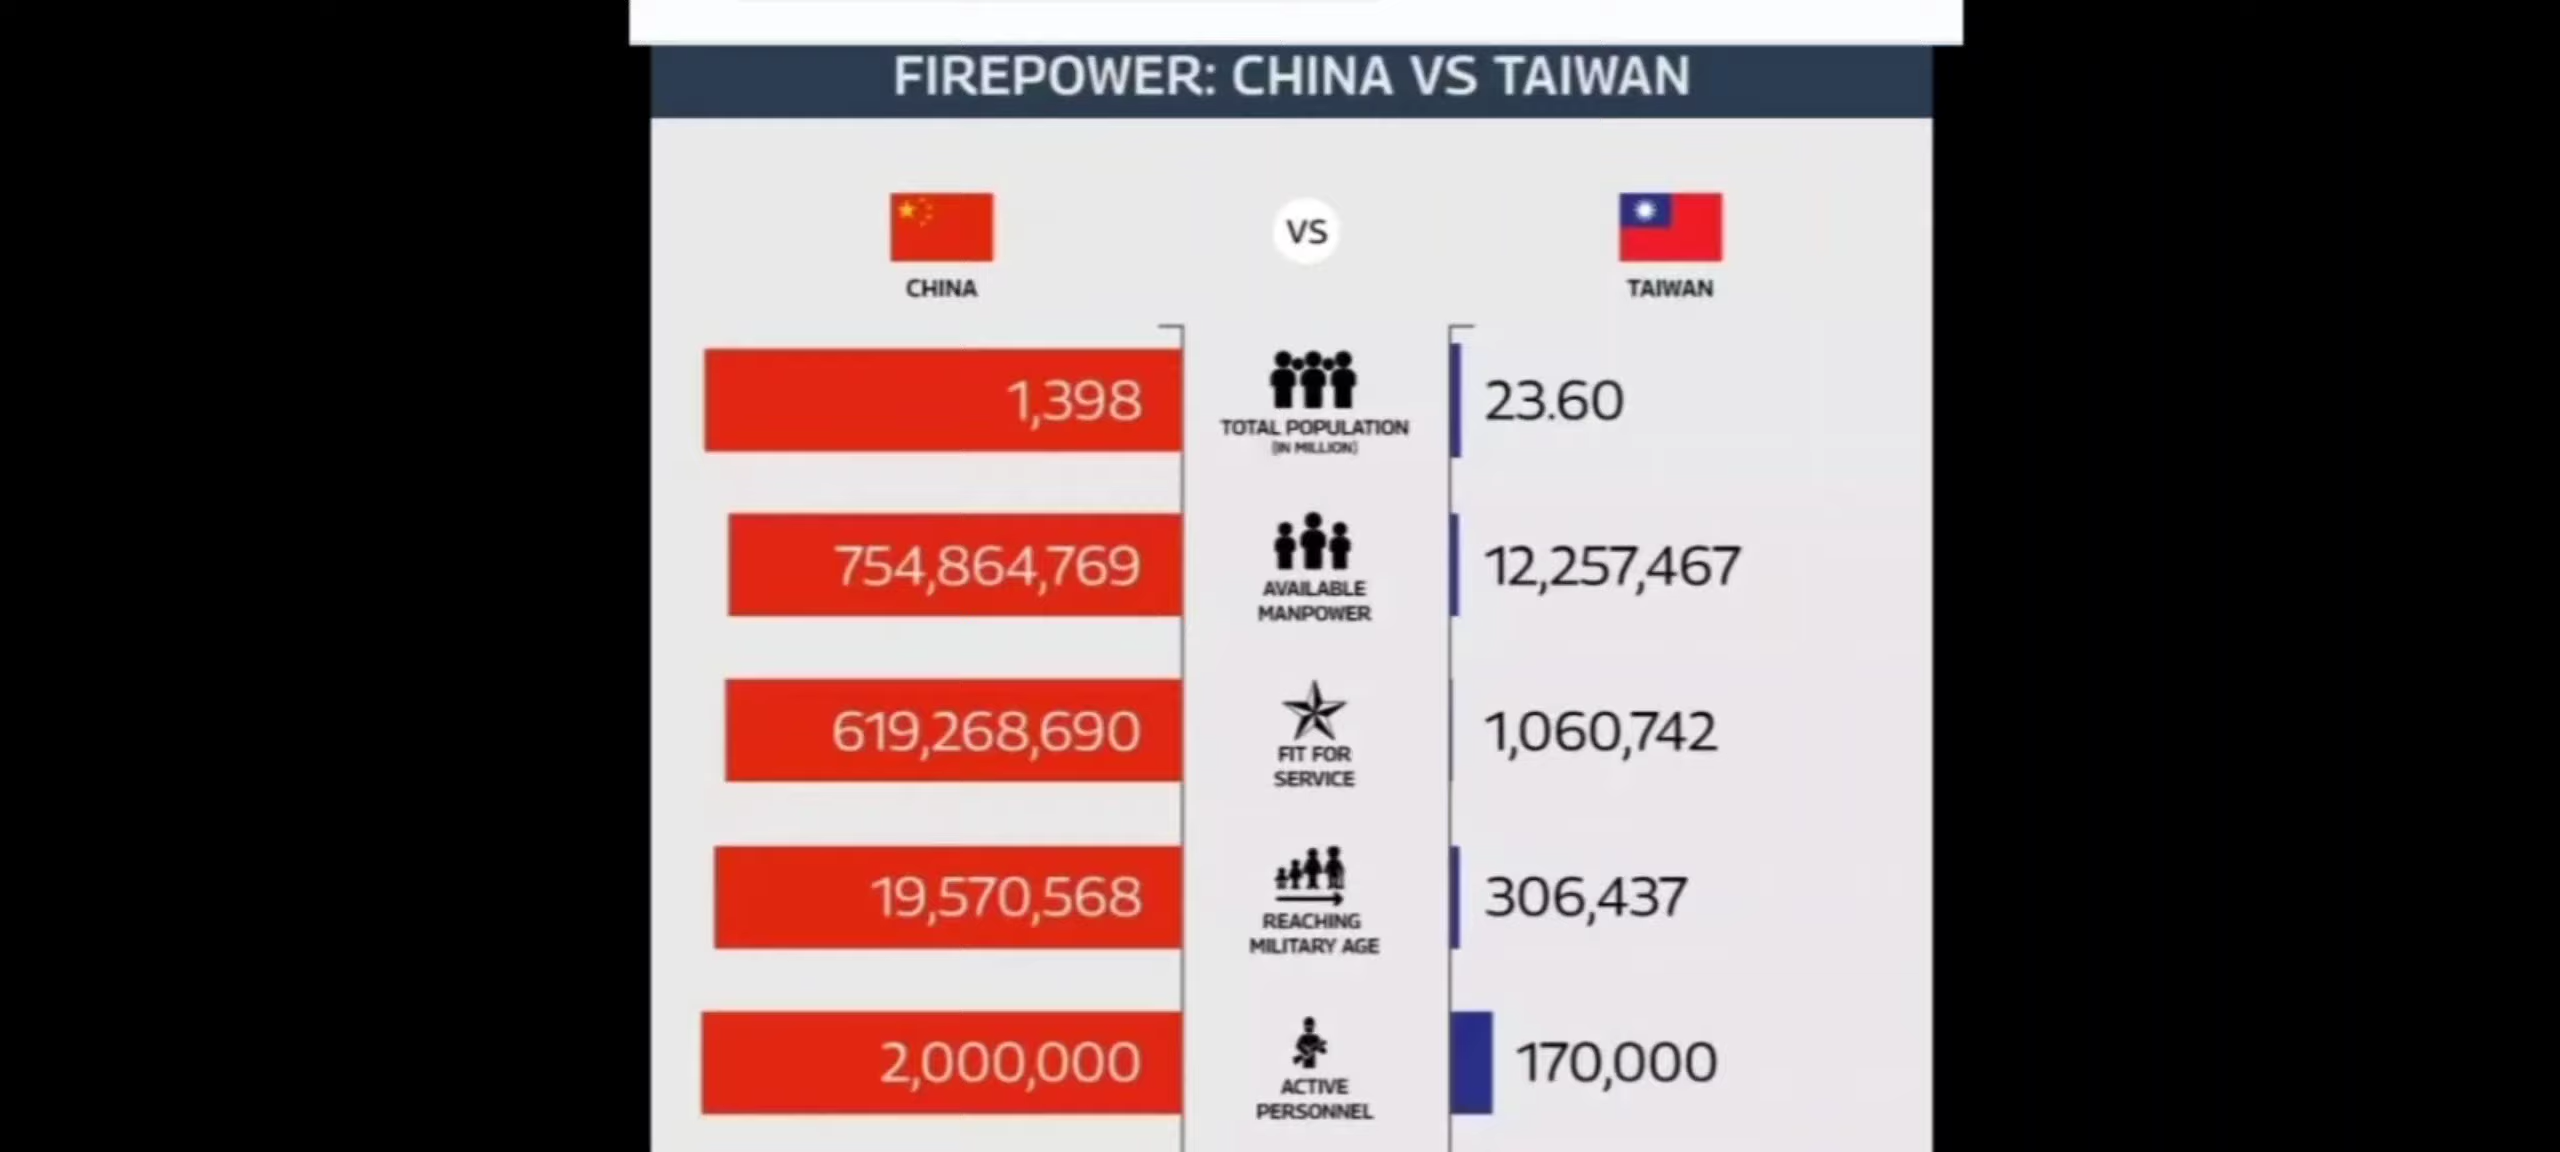 FIREPOWER: CHINA VS TAIWAN
CHINA
VS
TAIWAN
1,398
TOTAL POPULATION
(IN MILLION)
23.60
754,864,769
AVAILABLE
MANPOWER
12,257,467
619,268,690
FIT FOR
SERVICE
1,060,742
19,570,568
REACHING
MILITARY AGE
306,437
2,000,000
ACTIVE
PERSONNEL
170,000